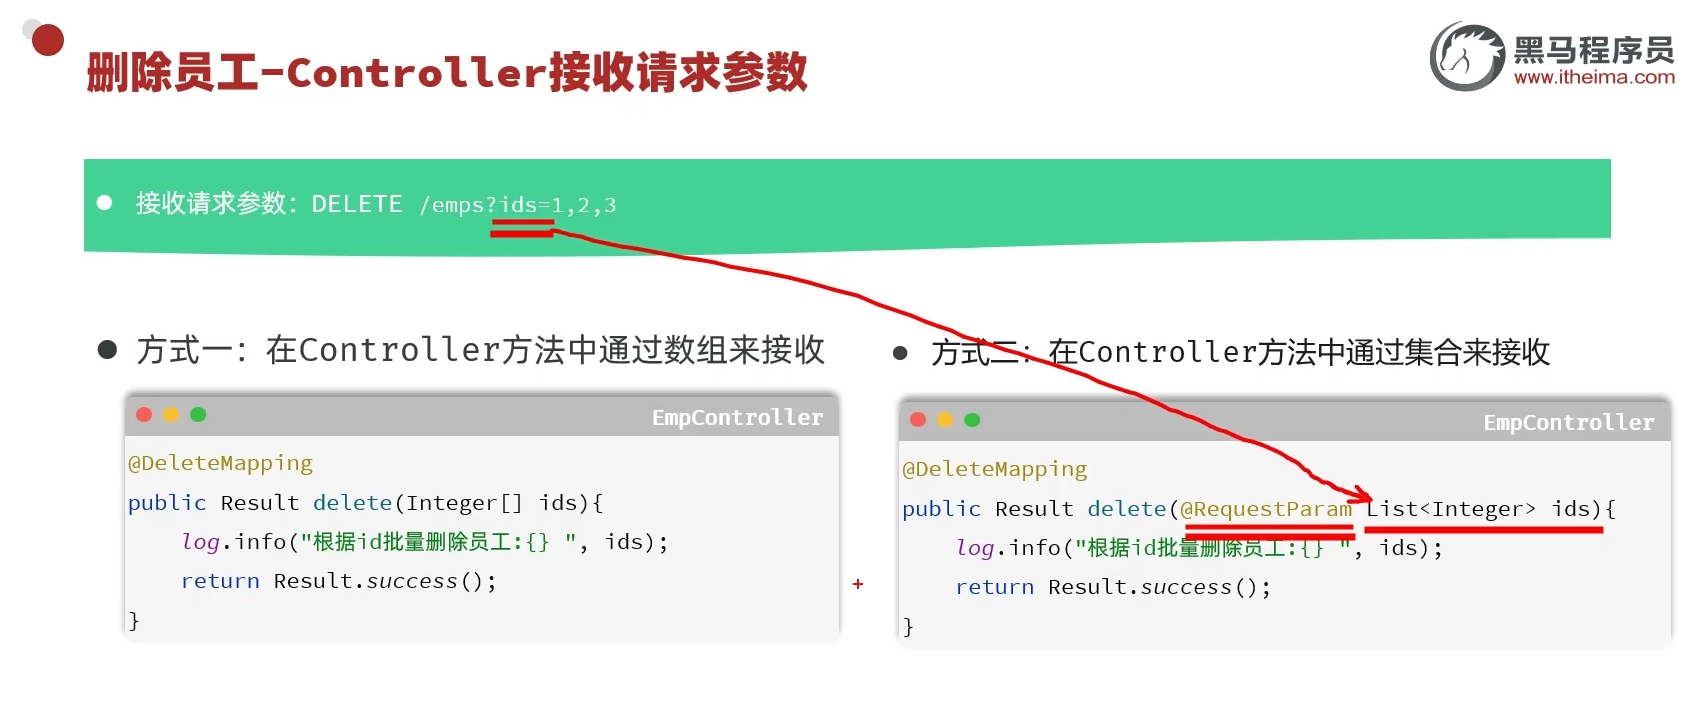 删除员工-Controller接收请求参数
黑马程序员
www.itheima.com
接收请求参数：DELETE /emps?ids=1,2,3
方式一：在Controller方法中通过数组来接收
EmpController
@DeleteMapping
public Result delete(Integer[] ids){
log.info("根据id批量删除员工:{} ", ids);
return Result.success();
}
方式二：在Controller方法中通过集合来接收
EmpController
@DeleteMapping
public Result delete(@RequestParam List<Integer> ids){
log.info("根据id批量删除员工:{} ", ids);
return Result.success();
}